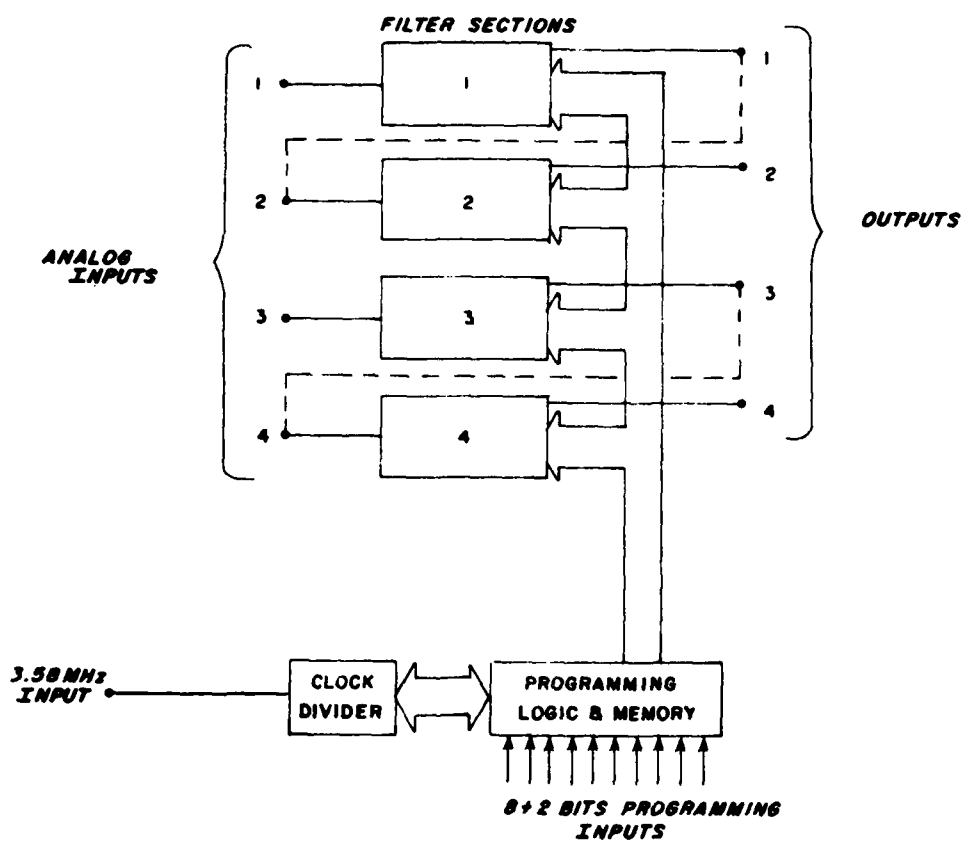 FILTER SECTIONS
1
1
1
2
2
2
OUTPUTS
ANALOG
INPUTS
3
3
3
4
4
4
3.58 MHz
INPUT
CLOCK
DIVIDER
PROGRAMMING
LOGIC & MEMORY
8+2 BITS PROGRAMMING
INPUTS